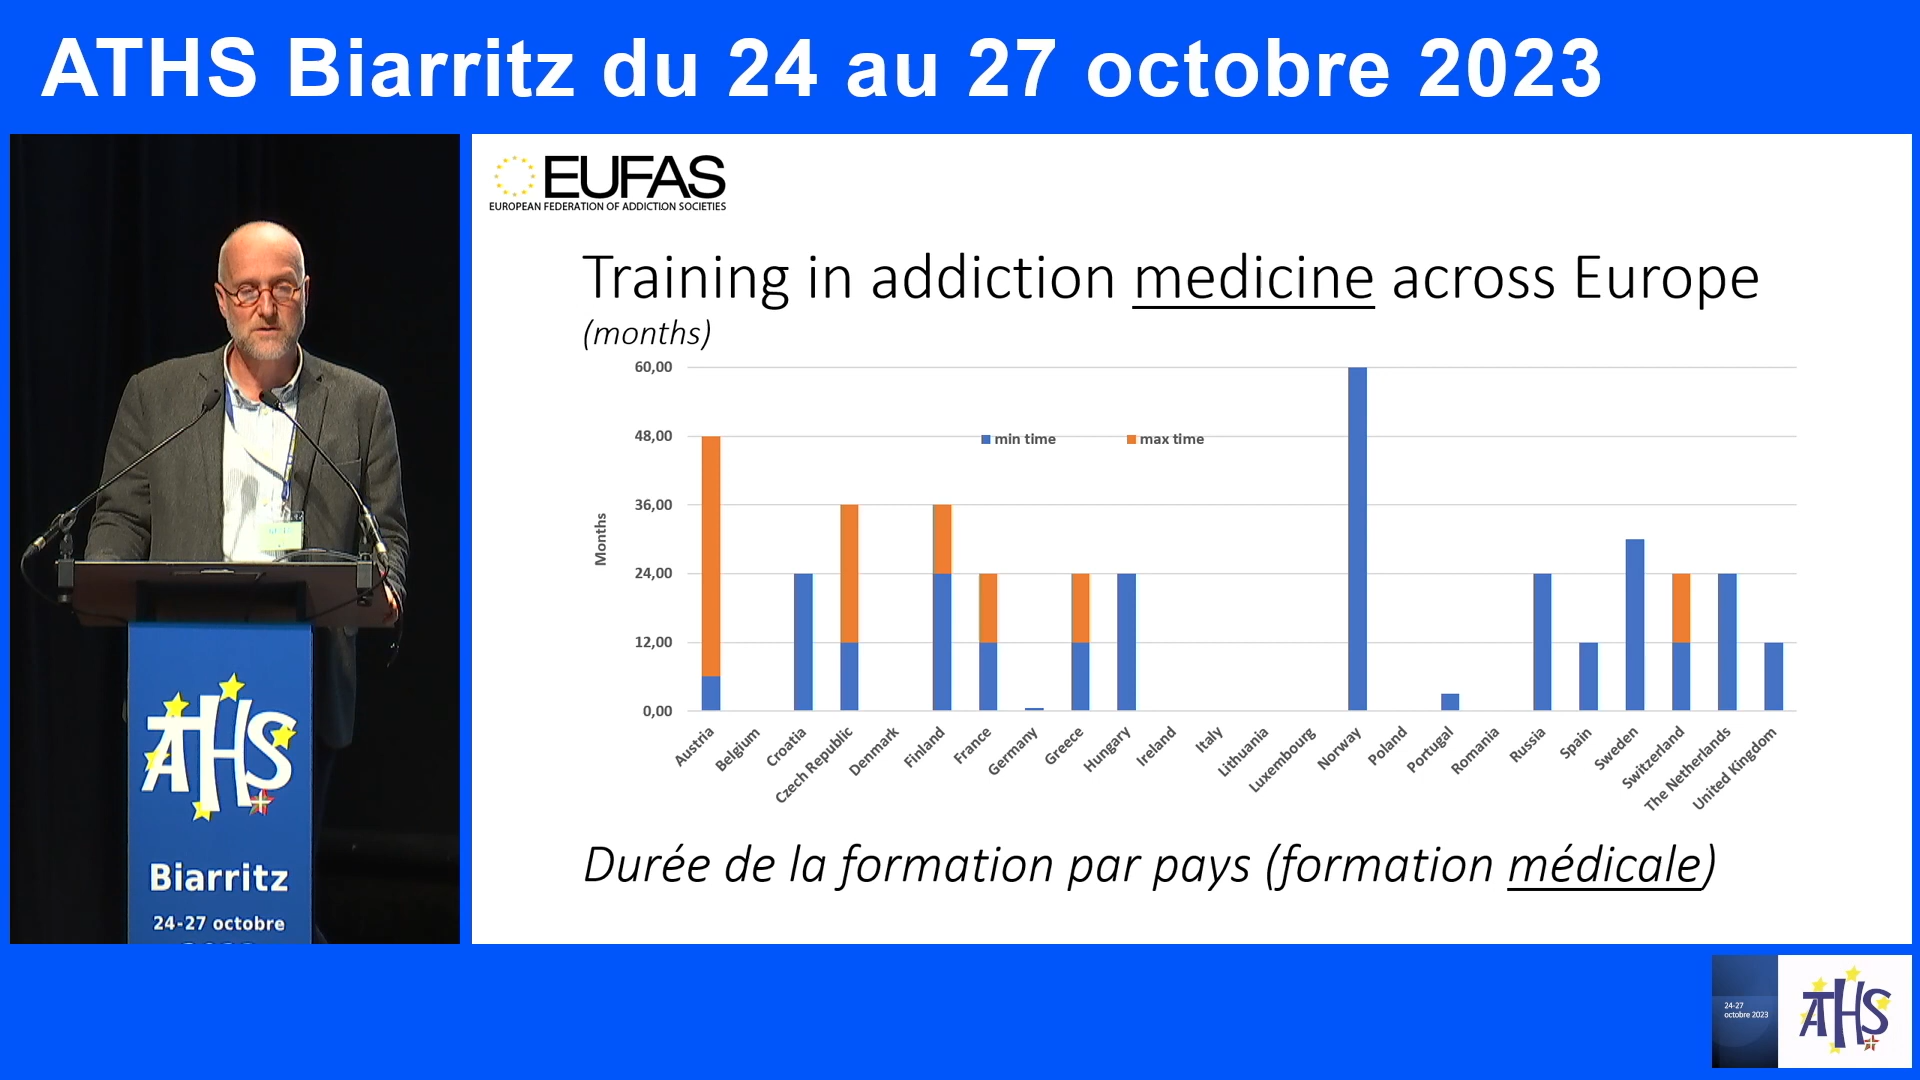 ATHS Biarritz du 24 au 27 octobre 2023
EUFAS
EUROPEAN FEDERATION OF ADDICTION SOCIETIES
Training in addiction medicine across Europe
(months)
60,00
48,00
36,00
24,00
12,00
0,00
Months
min time
max time
Austria
Belgium
Croatia
Czech Republic
Denmark
Finland
France
Germany
Greece
Hungary
Ireland
Italy
Lithuania
Luxembourg
Norway
Poland
Portugal
Romania
Russia
Spain
Sweden
Switzerland
The Netherlands
United Kingdom
Durée de la formation par pays (formation médicale)
ATHS
Biarritz
24-27 octobre
24-27
octobre 2023
ATHS